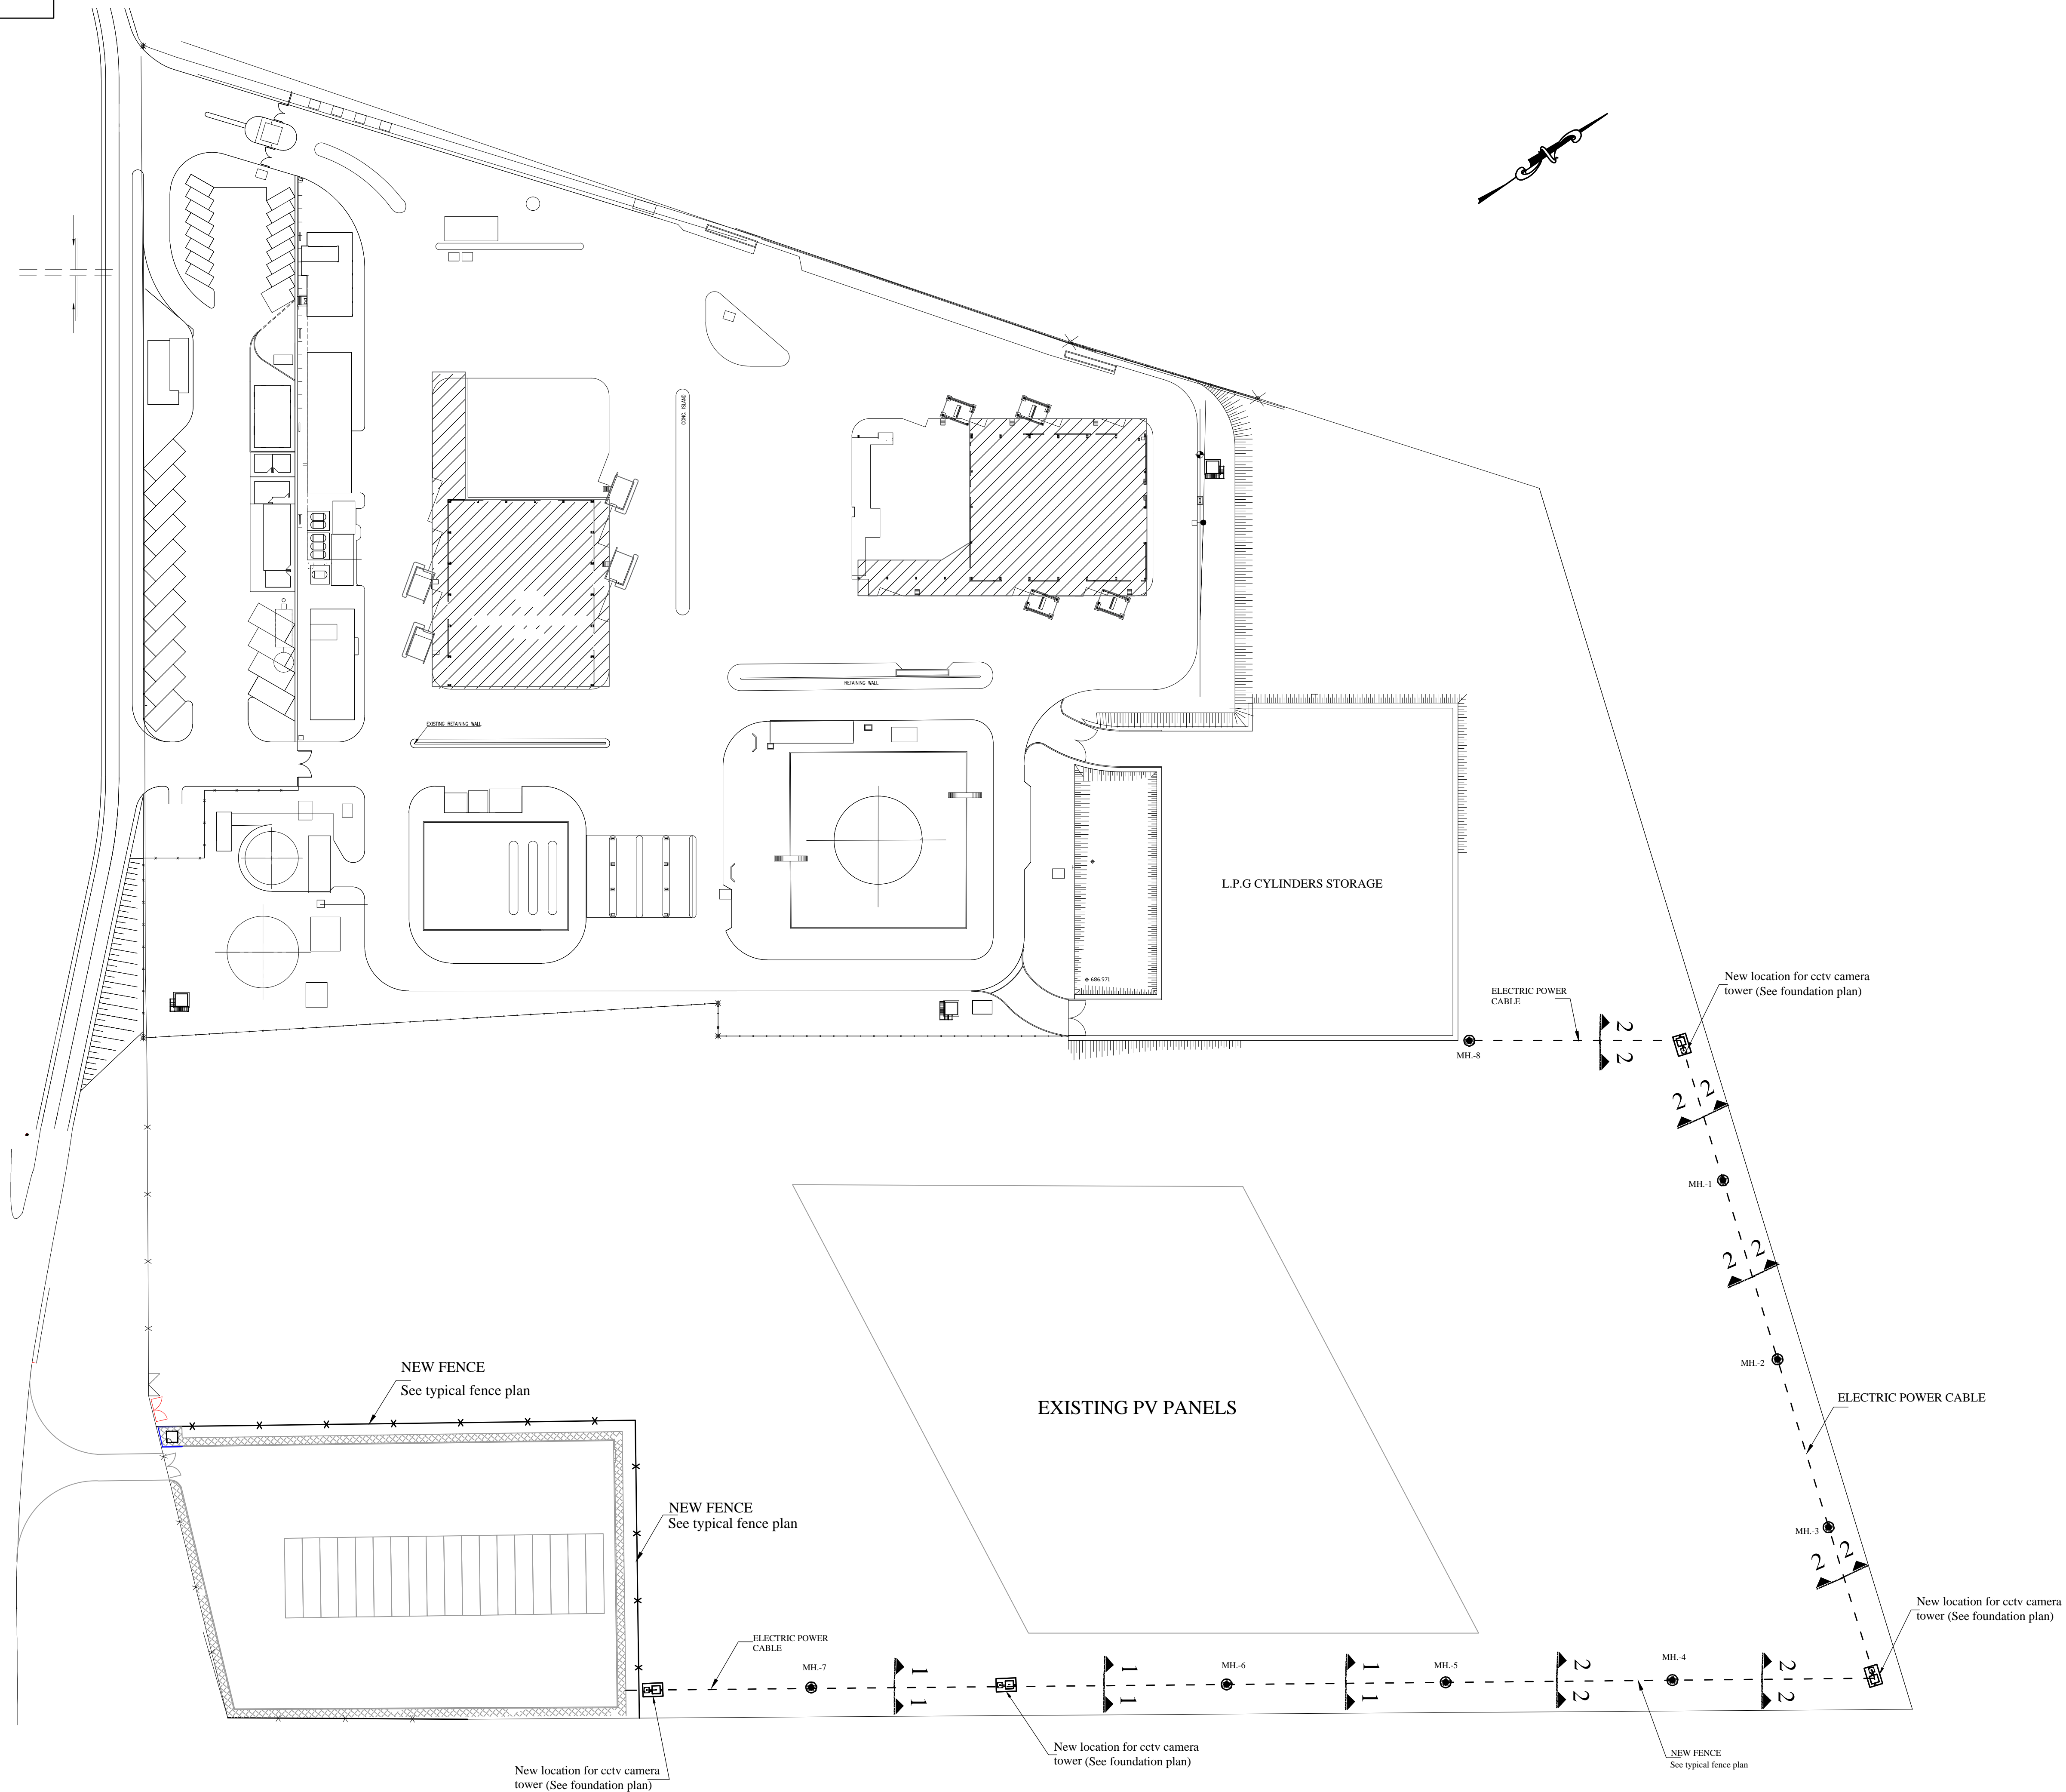 CONC. ISLAND
RETAINING WALL
EXISTING RETAINING WALL
L.P.G CYLINDERS STORAGE
686.971
New location for cctv camera
tower (See foundation plan)
ELECTRIC POWER
CABLE
2
2
MH.-8
2
2
MH.-1
2
2
MH.-2
NEW FENCE
See typical fence plan
EXISTING PV PANELS
ELECTRIC POWER CABLE
NEW FENCE
See typical fence plan
MH.-3
2
2
New location for cctv camera
tower (See foundation plan)
ELECTRIC POWER
CABLE
MH.-7
1
1
1
1
MH.-6
1
1
MH.-5
2
2
MH.-4
2
2
New location for cctv camera
tower (See foundation plan)
NEW FENCE
See typical fence plan
New location for cctv camera
tower (See foundation plan)